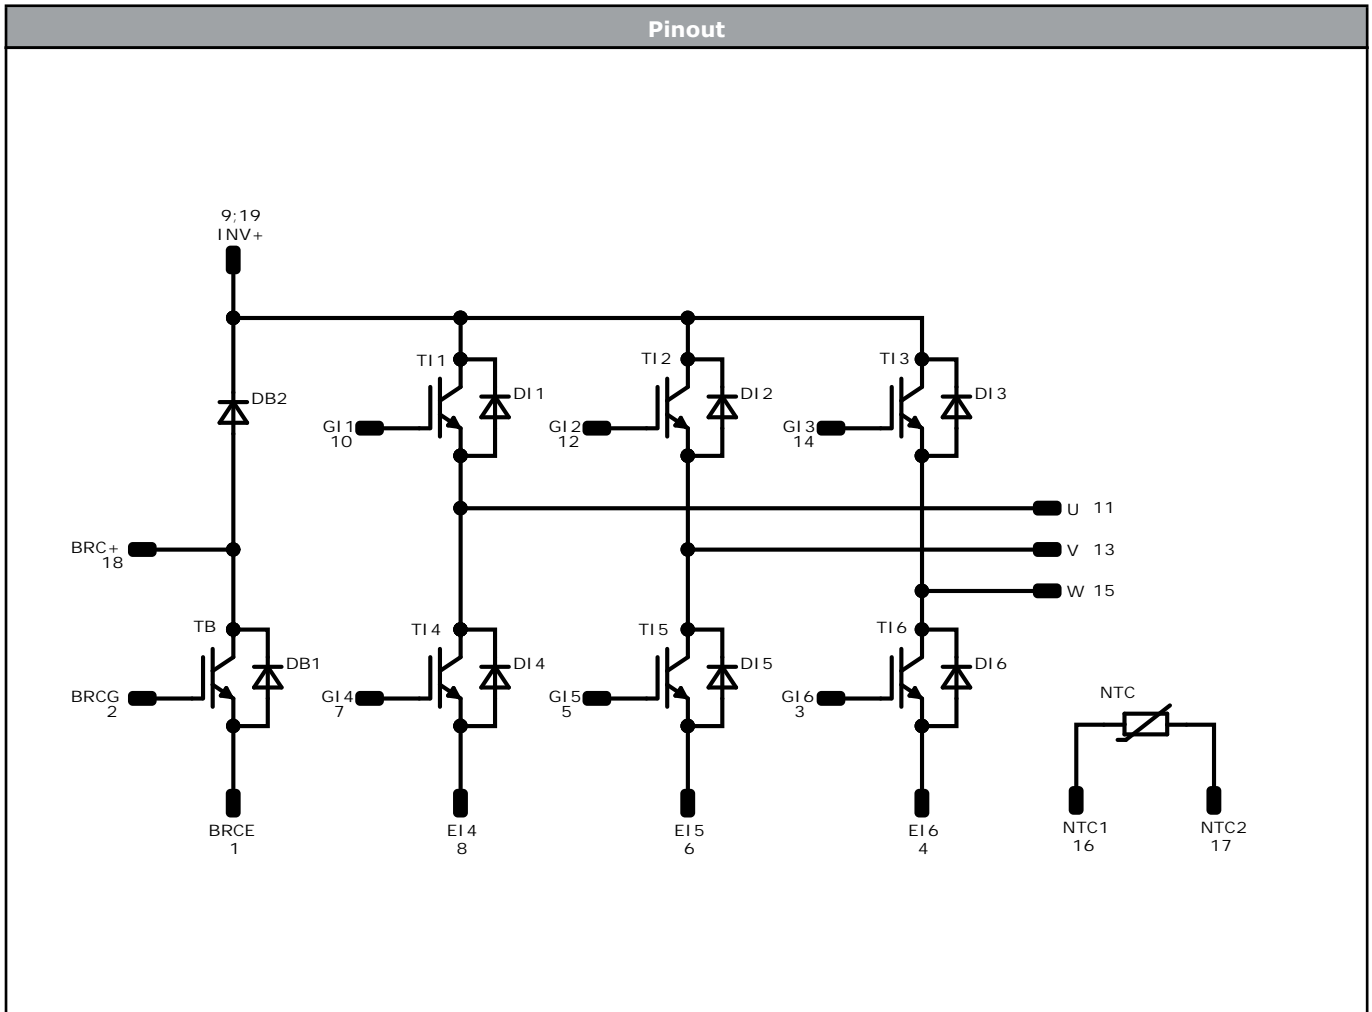 Pinout
9;19
INV+
DB2
TI1
DI1
GI1
10
TI2
DI2
GI2
12
TI3
DI3
GI3
14
U 11
BRC+
18
V 13
W 15
TB
DB1
BRCG
2
TI4
DI4
GI4
7
TI5
DI5
GI5
5
TI6
DI6
GI6
3
NTC
BRCE
1
EI4
8
EI5
6
EI6
4
NTC1
16
NTC2
17